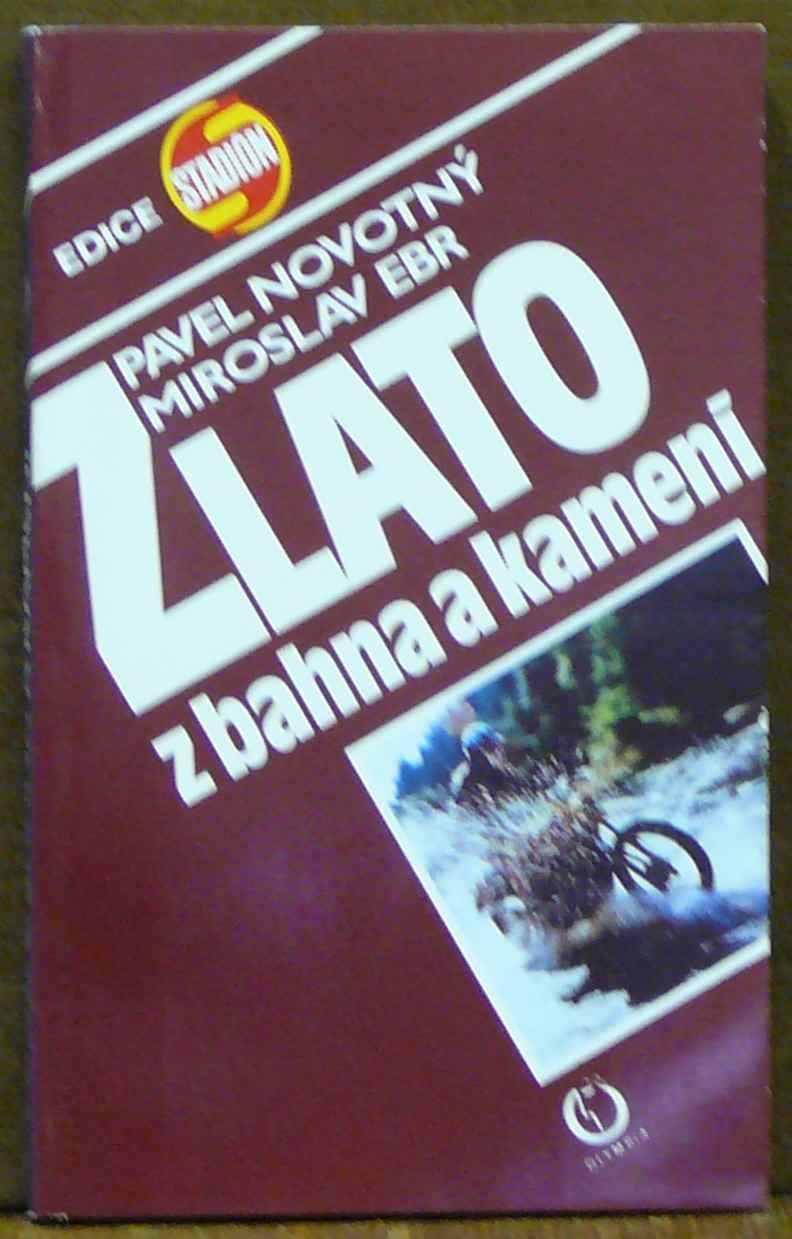 EDICE STADION
PAVEL NOVOTNÝ
MIROSLAV EBR
ZLATO
z bahna a kamení
OLYMPIA